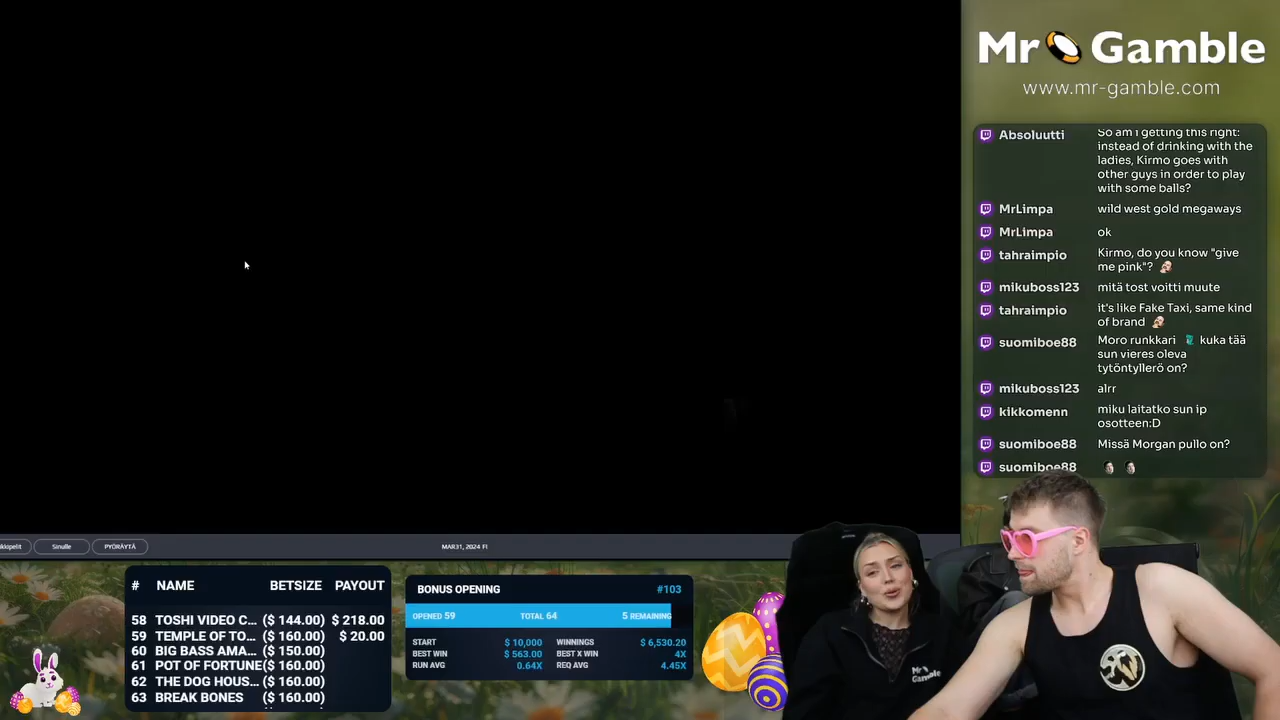 Mr Gamble
www.mr-gamble.com
Absoluutti So am I getting this right:
instead of drinking with the
ladies, Kirmo goes with
other guys in order to play
with some balls?
MrLimpa wild west gold megaways
MrLimpa ok
tahraimpio Kirmo, do you know "give
me pink"?
mikuboss123 mitä tost voitti muute
tahraimpio it's like Fake Taxi, same kind
of brand
suomiboe88 Moro runkkari kuka tää
sun vieres oleva
tytöntyllerö on?
mikuboss123 alrr
kikkomenn miku laitatko sun ip
osotteen:D
suomiboe88 Missä Morgan pullo on?
suomiboe88
Sinulle PYÖRÄYTÄ MAR31, 2024 FI
# NAME BETSIZE PAYOUT
58 TOSHI VIDEO C... ($ 144.00) $ 218.00
59 TEMPLE OF TO... ($ 160.00) $ 20.00
60 BIG BASS AMA... ($ 150.00)
61 POT OF FORTUNE ($ 160.00)
62 THE DOG HOUS... ($ 160.00)
63 BREAK BONES ($ 160.00)
BONUS OPENING #103
OPENED 59 TOTAL 64 5 REMAINING
START $ 10,000 WINNINGS $ 6,530.20
BEST WIN $ 563.00 BEST X WIN 4X
RUN AVG 0.64X REQ AVG 4.45X
Mr
Gamble